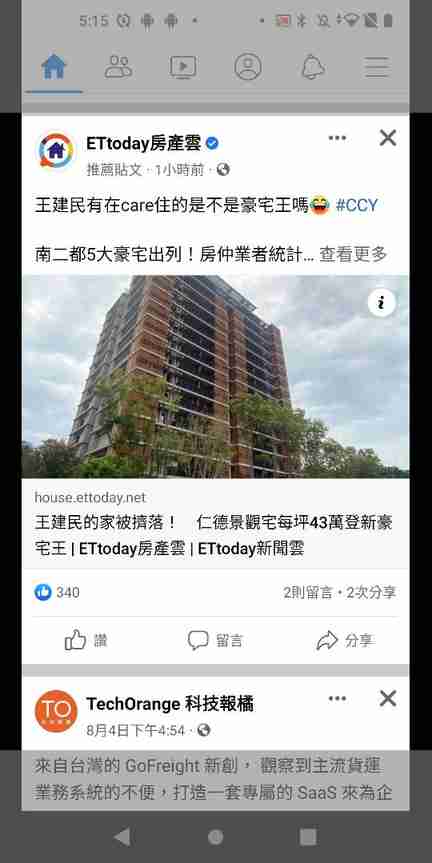 5:15
ETtoday房產雲
推薦貼文 · 1小時前 ·
王建民有在care住的是不是豪宅王嗎😂 #CCY
南二都5大豪宅出列！房仲業者統計... 查看更多
house.ettoday.net
王建民的家被擠落！　仁德景觀宅每坪43萬登新豪
宅王 | ETtoday房產雲 | ETtoday新聞雲
340
2則留言 • 2次分享
讚
留言
分享
TO
TechOrange 科技報橘
8月4日下午4:54 ·
來自台灣的 GoFreight 新創， 觀察到主流貨運
業務系統的不便，打造一套專屬的 SaaS 來為企